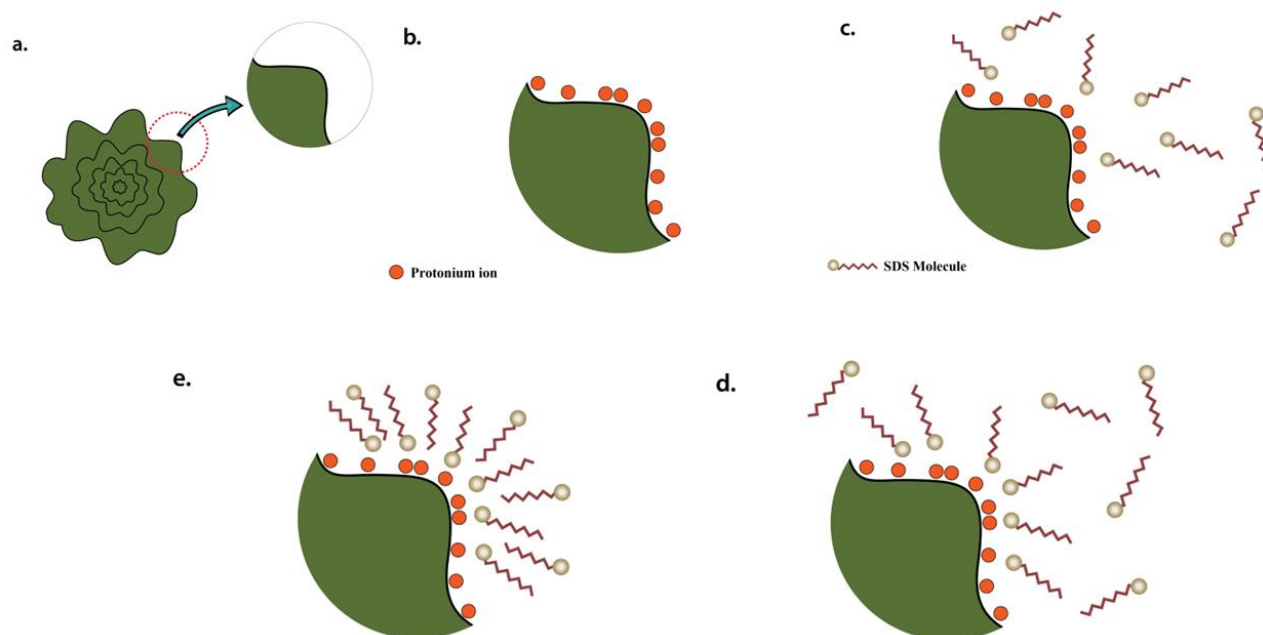 a.
b.
c.
Protonium ion
SDS Molecule
e.
d.